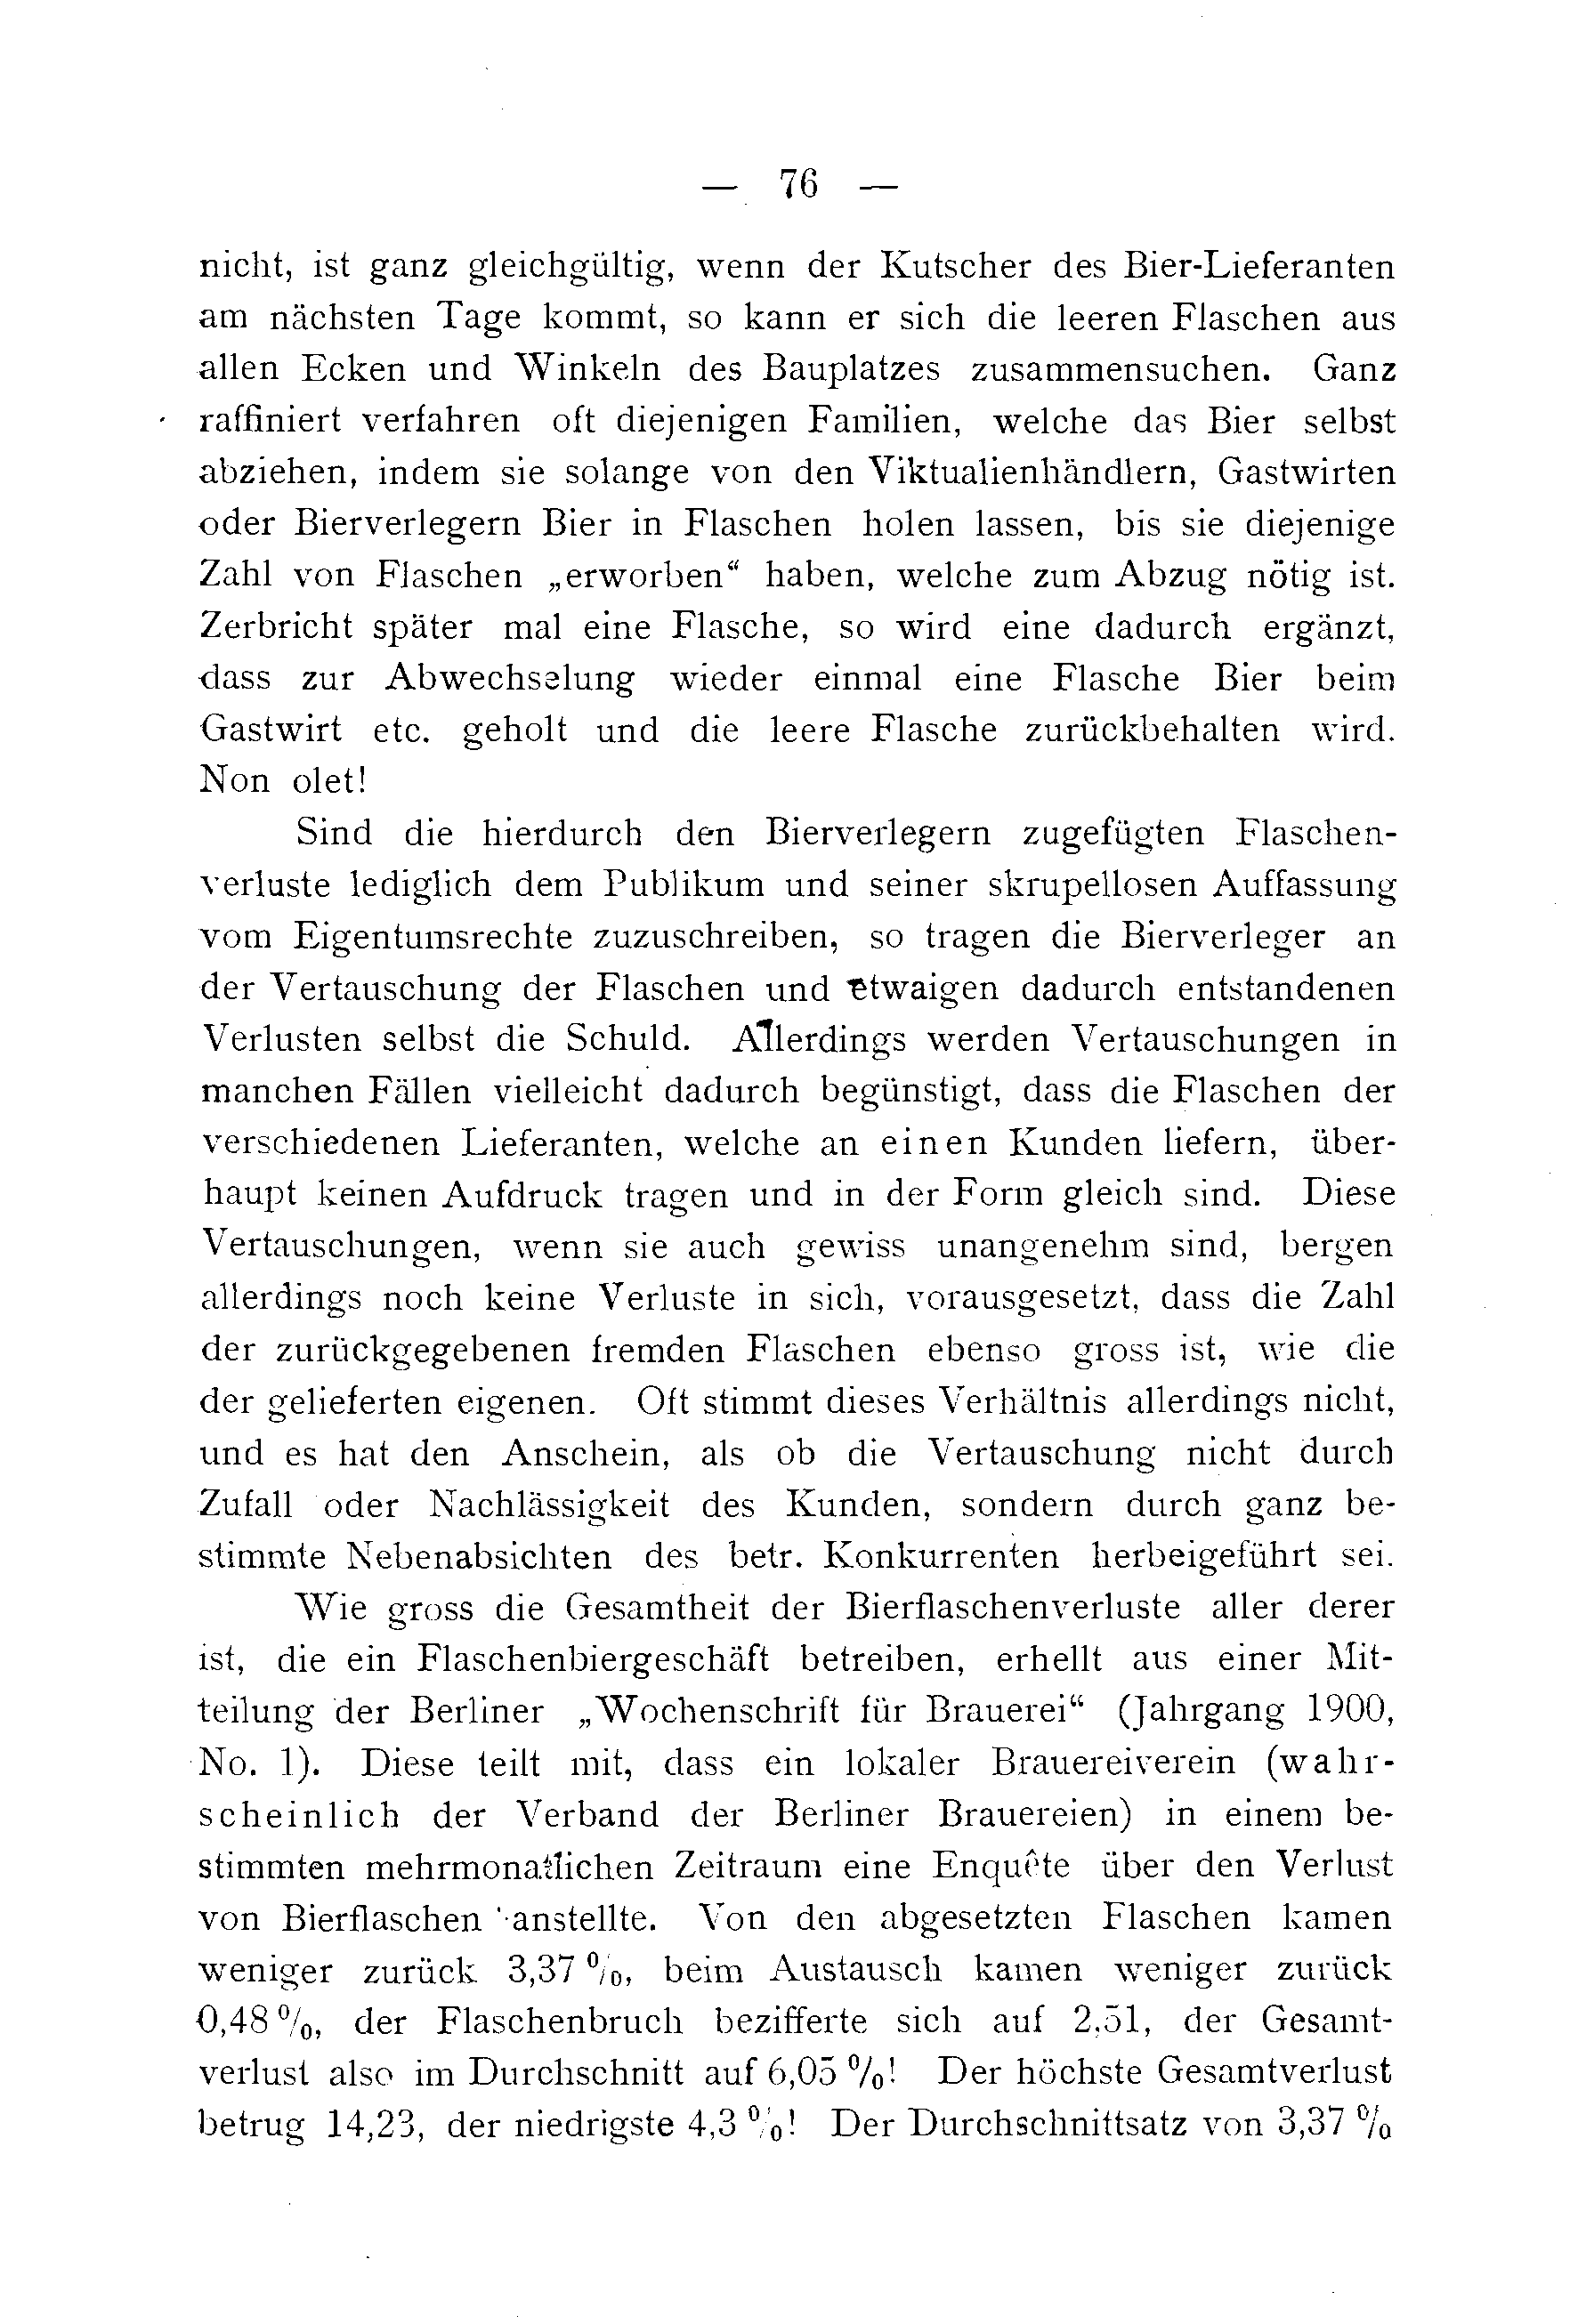 — 76 —
nicht, ist ganz gleichgültig, wenn der Kutscher des Bier-Lieferanten
am nächsten Tage kommt, so kann er sich die leeren Flaschen aus
allen Ecken und Winkeln des Bauplatzes zusammensuchen. Ganz
raffiniert verfahren oft diejenigen Familien, welche das Bier selbst
abziehen, indem sie solange von den Viktualienhändlern, Gastwirten
oder Bierverlegern Bier in Flaschen holen lassen, bis sie diejenige
Zahl von Flaschen „erworben“ haben, welche zum Abzug nötig ist.
Zerbricht später mal eine Flasche, so wird eine dadurch ergänzt,
dass zur Abwechselung wieder einmal eine Flasche Bier beim
Gastwirt etc. geholt und die leere Flasche zurückbehalten wird.
Non olet!
Sind die hierdurch den Bierverlegern zugefügten Flaschen-
verluste lediglich dem Publikum und seiner skrupellosen Auffassung
vom Eigentumsrechte zuzuschreiben, so tragen die Bierverleger an
der Vertauschung der Flaschen und etwaigen dadurch entstandenen
Verlusten selbst die Schuld. Allerdings werden Vertauschungen in
manchen Fällen vielleicht dadurch begünstigt, dass die Flaschen der
verschiedenen Lieferanten, welche an einen Kunden liefern, über-
haupt keinen Aufdruck tragen und in der Form gleich sind. Diese
Vertauschungen, wenn sie auch gewiss unangenehm sind, bergen
allerdings noch keine Verluste in sich, vorausgesetzt, dass die Zahl
der zurückgegebenen fremden Flaschen ebenso gross ist, wie die
der gelieferten eigenen. Oft stimmt dieses Verhältnis allerdings nicht,
und es hat den Anschein, als ob die Vertauschung nicht durch
Zufall oder Nachlässigkeit des Kunden, sondern durch ganz be-
stimmte Nebenabsichten des betr. Konkurrenten herbeigeführt sei.
Wie gross die Gesamtheit der Bierflaschenverluste aller derer
ist, die ein Flaschenbiergeschäft betreiben, erhellt aus einer Mit-
teilung der Berliner „Wochenschrift für Brauerei“ (Jahrgang 1900,
No. 1). Diese teilt mit, dass ein lokaler Brauereiverein (wahr-
scheinlich der Verband der Berliner Brauereien) in einem be-
stimmten mehrmonatlichen Zeitraum eine Enquête über den Verlust
von Bierflaschen anstellte. Von den abgesetzten Flaschen kamen
weniger zurück 3,37 %, beim Austausch kamen weniger zurück
0,48 %, der Flaschenbruch bezifferte sich auf 2,51, der Gesamt-
verlust also im Durchschnitt auf 6,05 %! Der höchste Gesamtverlust
betrug 14,23, der niedrigste 4,3 %! Der Durchschnittsatz von 3,37 %